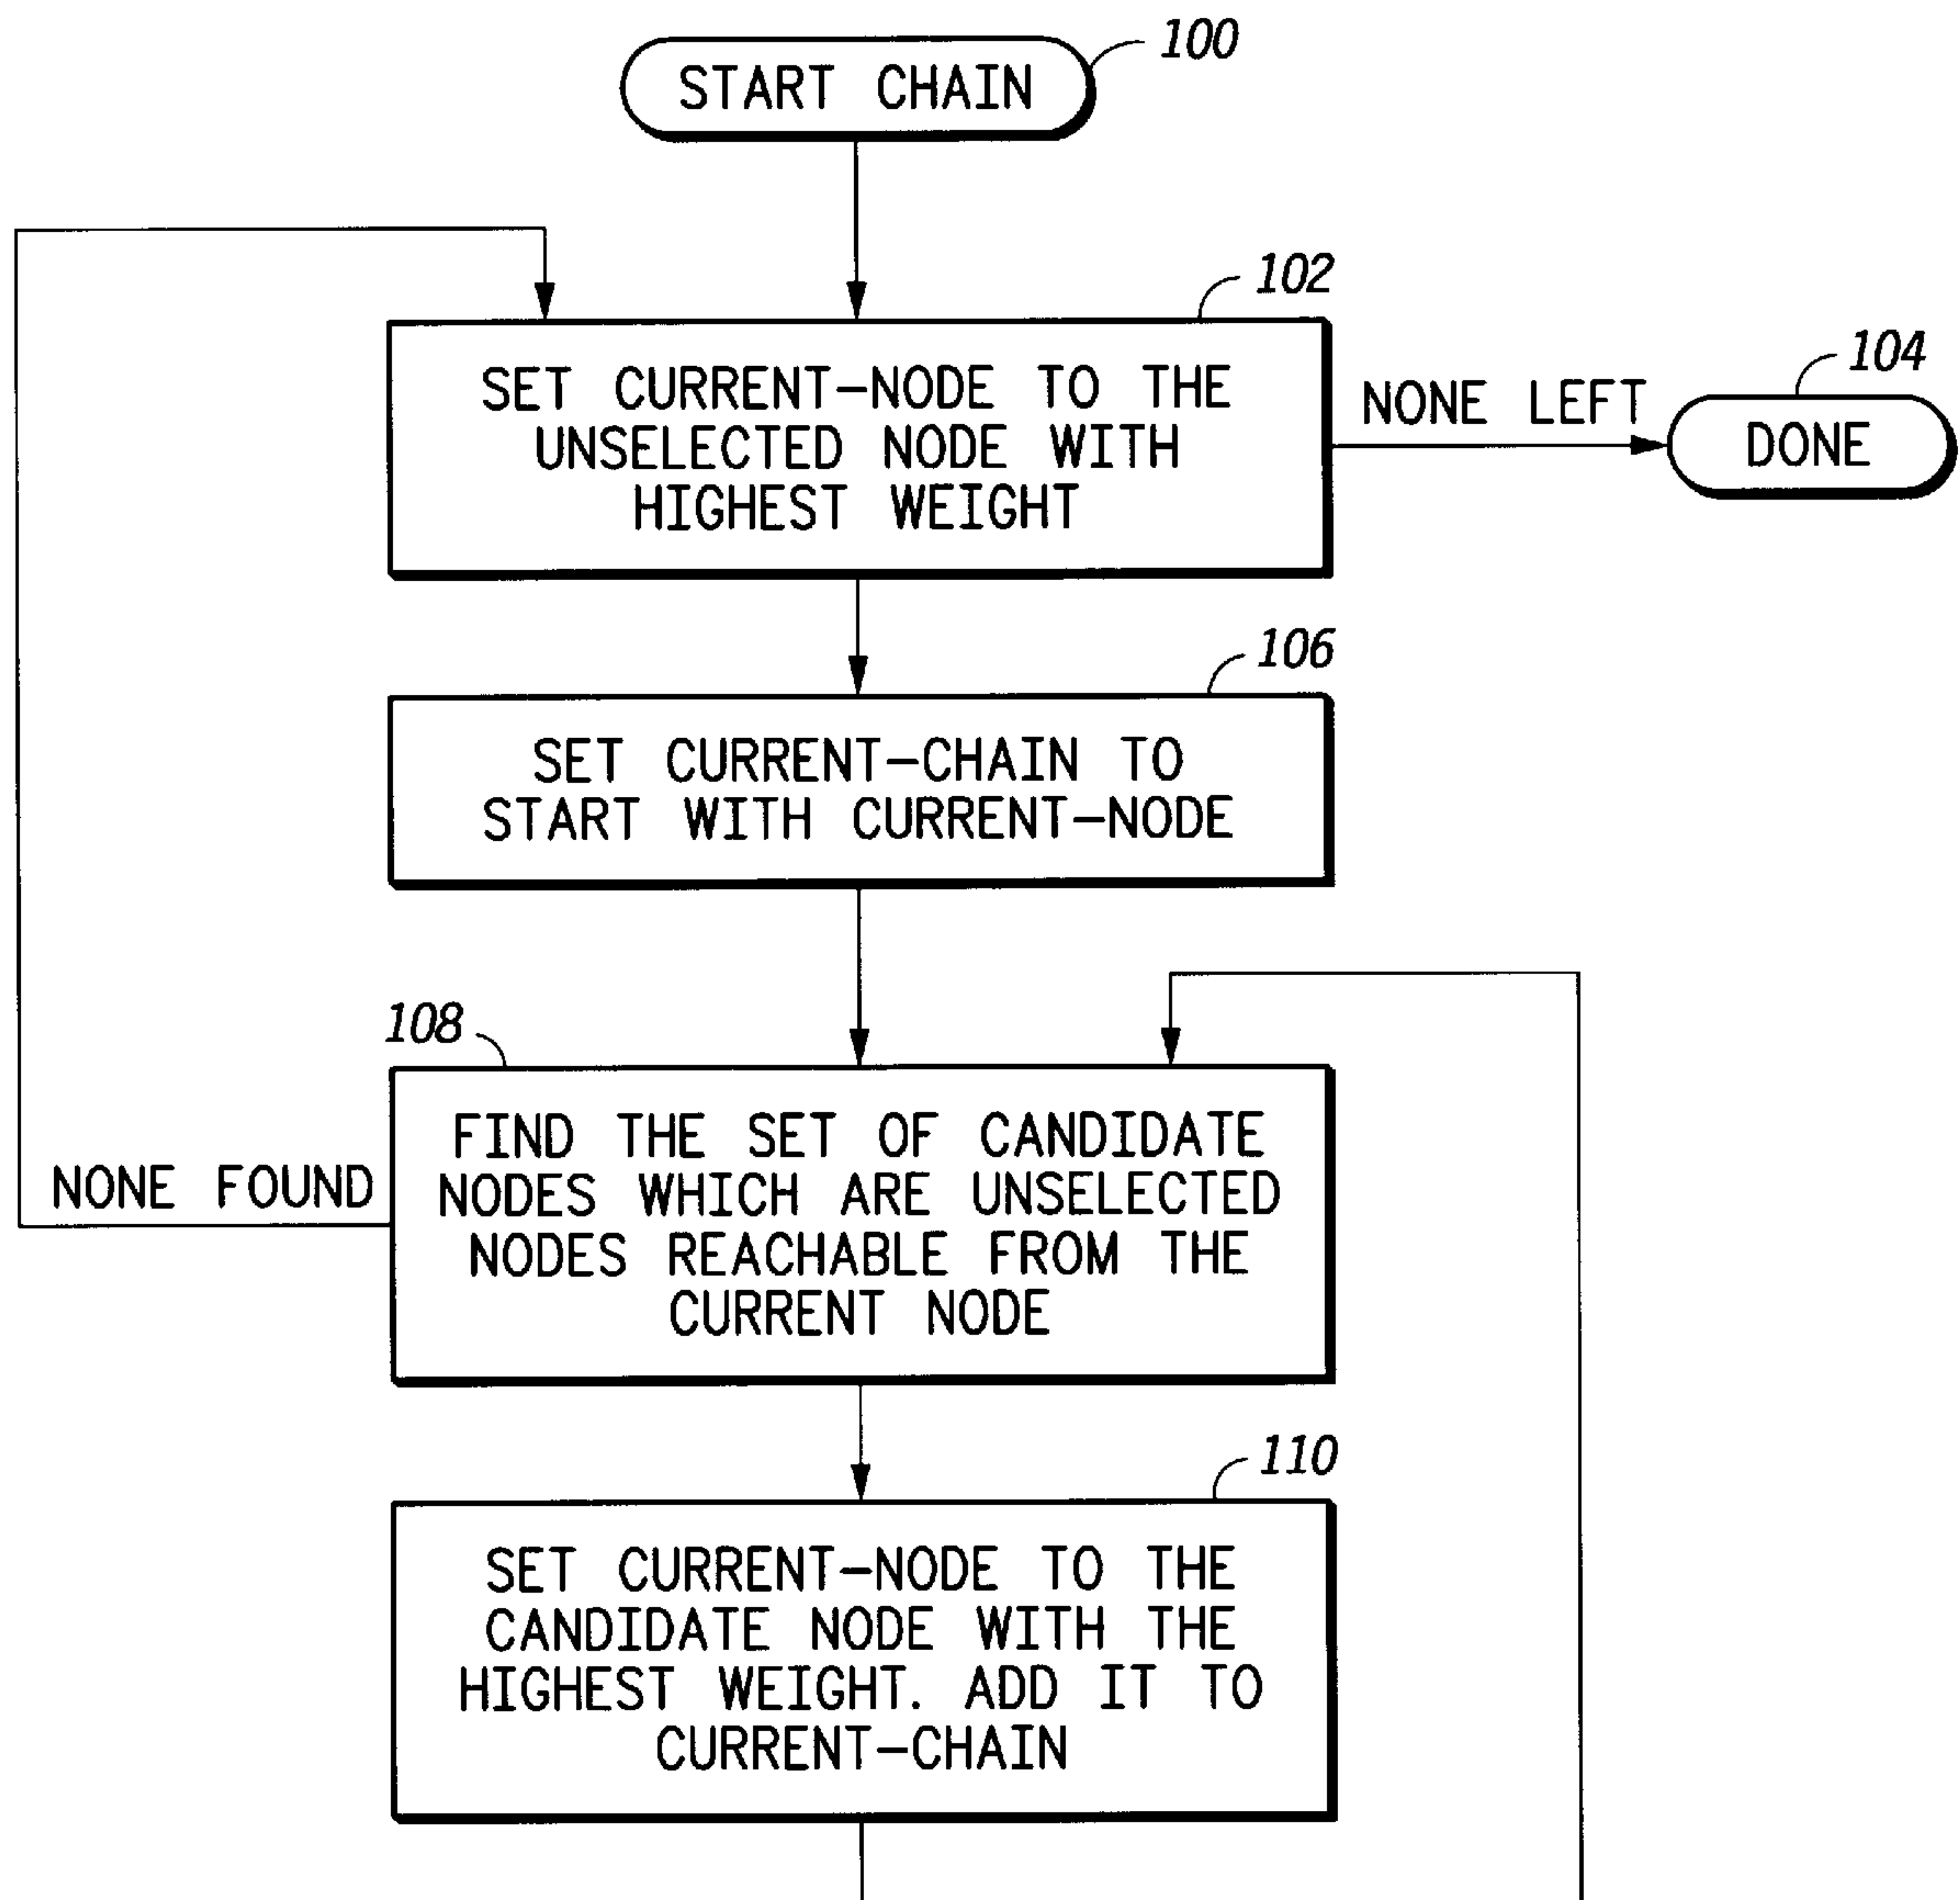 100
START CHAIN
102
SET CURRENT-NODE TO THE
UNSELECTED NODE WITH
HIGHEST WEIGHT
NONE LEFT
104
DONE
106
SET CURRENT-CHAIN TO
START WITH CURRENT-NODE
108
FIND THE SET OF CANDIDATE
NODES WHICH ARE UNSELECTED
NODES REACHABLE FROM THE
CURRENT NODE
NONE FOUND
110
SET CURRENT-NODE TO THE
CANDIDATE NODE WITH THE
HIGHEST WEIGHT. ADD IT TO
CURRENT-CHAIN